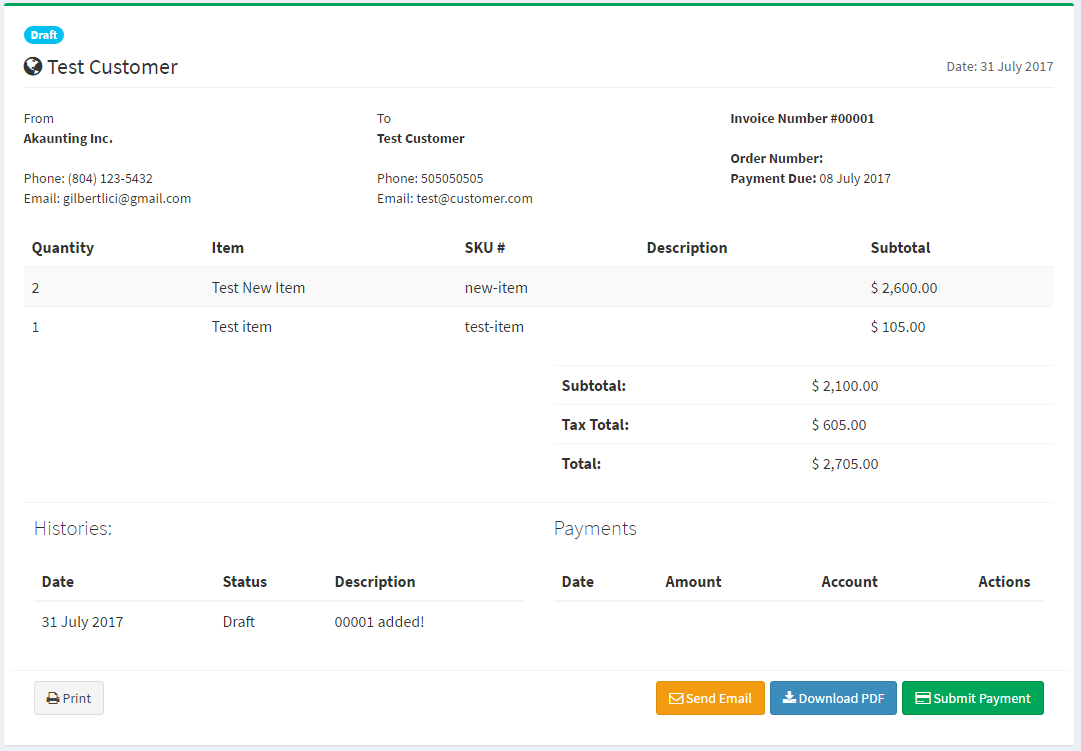 Draft
Test Customer
Date: 31 July 2017
From
Akaunting Inc.
Phone: (804) 123-5432
Email: gilbertlici@gmail.com
To
Test Customer
Phone: 505050505
Email: test@customer.com
Invoice Number #00001
Order Number:
Payment Due: 08 July 2017
Quantity Item SKU # Description Subtotal
2 Test New Item new-item $ 2,600.00
1 Test item test-item $ 105.00
Subtotal: $ 2,100.00
Tax Total: $ 605.00
Total: $ 2,705.00
Histories:
Date Status Description
31 July 2017 Draft 00001 added!
Payments
Date Amount Account Actions
Print
Send Email
Download PDF
Submit Payment